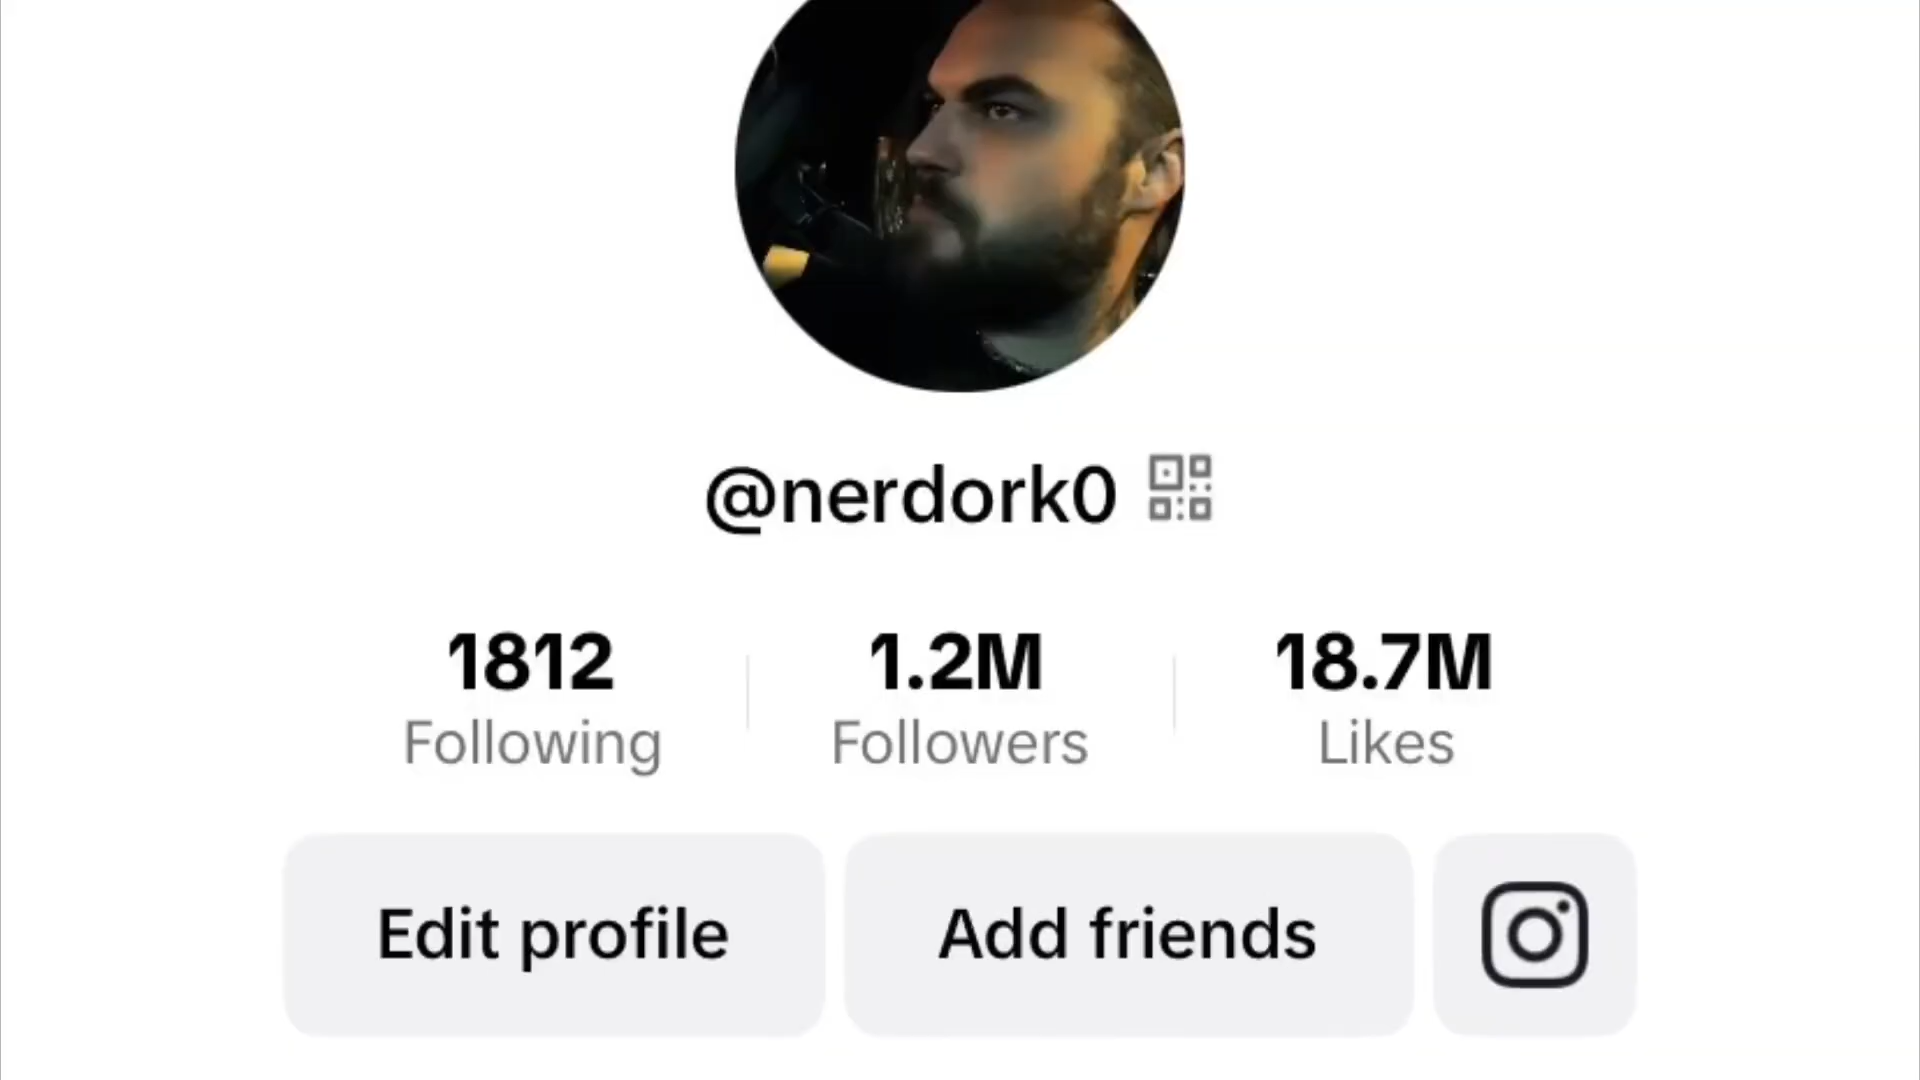 @nerdork0
1812 1.2M 18.7M
Following Followers Likes
Edit profile Add friends